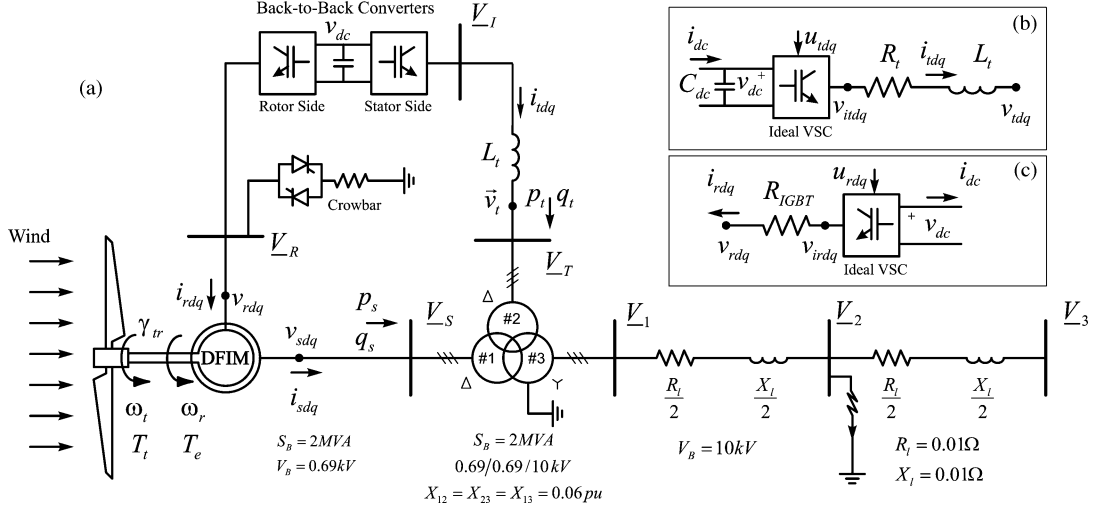 Back-to-Back Converters
(a)
v_dc
Rotor Side
Stator Side
V_I
i_tdq
L_t
v⃗_t
p_t
q_t
V_T
Crowbar
V_R
Wind
i_rdq
v_rdq
γ_tr
DFIM
ω_t
ω_r
T_t
T_e
v_sdq
i_sdq
p_s
q_s
V_S
Δ
#2
#1
#3
Δ
Y
V_1
R_l/2
X_l/2
V_2
R_l/2
X_l/2
V_3
S_B = 2MVA
V_B = 0.69kV
S_B = 2MVA
0.69/0.69/10kV
X_12 = X_23 = X_13 = 0.06pu
V_B = 10kV
R_l = 0.01Ω
X_l = 0.01Ω
(b)
i_dc
C_dc
v_dc
+
u_tdq
Ideal VSC
v_itdq
R_t
i_tdq
L_t
v_tdq
(c)
i_rdq
R_IGBT
v_rdq
v_irdq
u_rdq
Ideal VSC
i_dc
+
v_dc